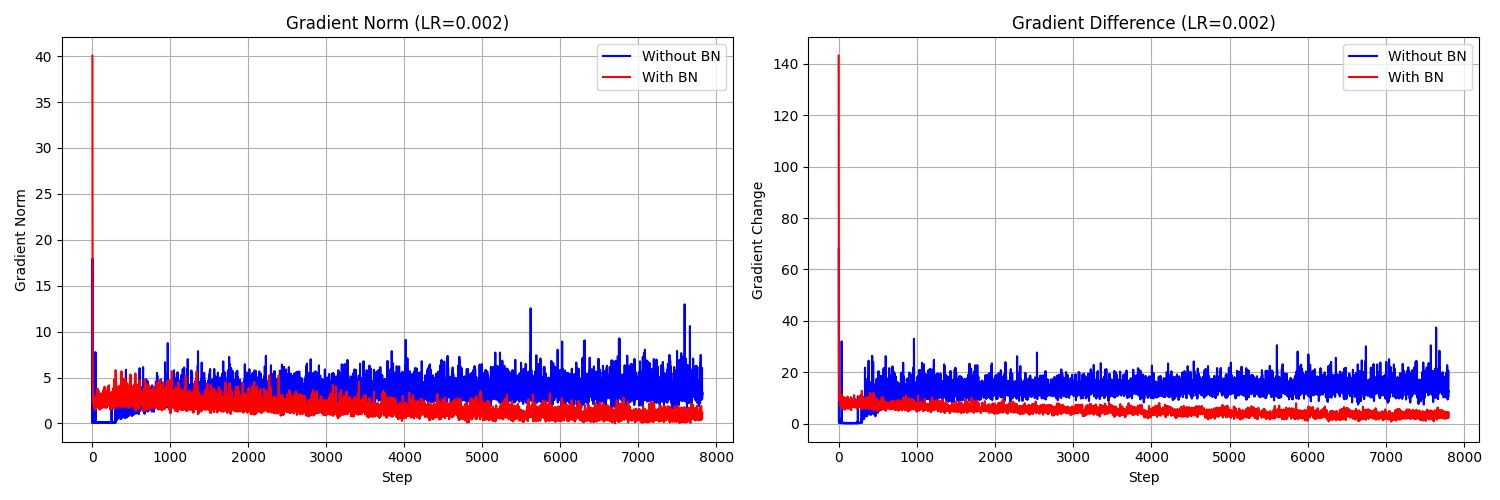 Gradient Norm (LR=0.002)
Gradient Norm
40
35
30
25
20
15
10
5
0
Without BN
With BN
0 1000 2000 3000 4000 5000 6000 7000 8000
Step
Gradient Difference (LR=0.002)
Gradient Change
140
120
100
80
60
40
20
0
Without BN
With BN
0 1000 2000 3000 4000 5000 6000 7000 8000
Step